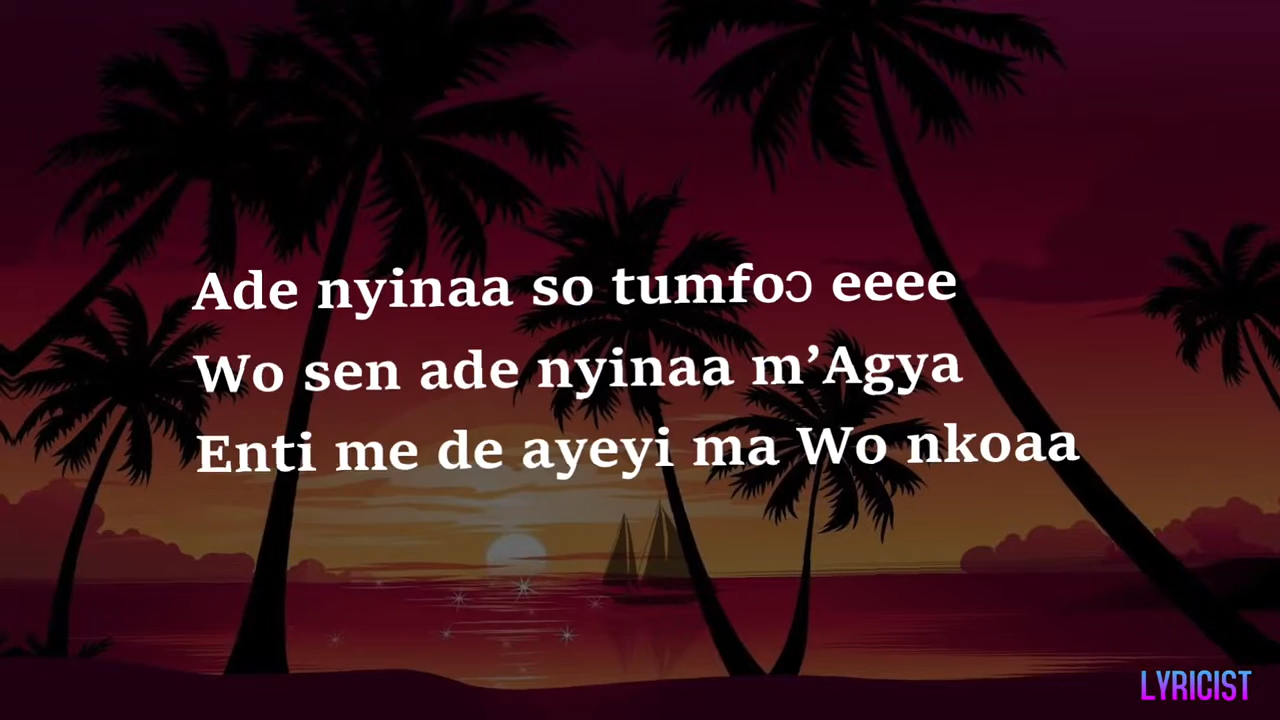 Ade nyinaa so tumfoɔ eeee
Wo sen ade nyinaa m’Agya
Enti me de ayeyi ma Wo nkoaa
LYRICIST